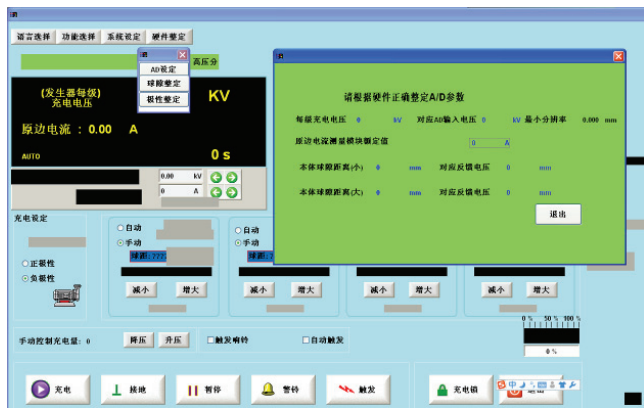 语言选择 功能选择 系统设定 硬件整定
高压分
AD设定
球隙整定
极性整定
(发生器每级)
充电电压
KV
原边电流：0.00 A
AUTO
0 s
0.00 kV
0 A
请根据硬件正确整定A/D参数
每级充电电压 0 kV 对应AD输入电压 0 kV 最小分辨率 0.000 mm
原边电流测量模块额定值 0 A
本体球隙距离(小) 0 mm 对应反馈电压 0 mm
本体球隙距离(大) 0 mm 对应反馈电压 0 mm
退出
充电设定
正极性
负极性
自动
手动
球距:777
减小 增大
自动
手动
球距:7
减小 增大
减小 增大
减小 增大
手动控制充电量：0
降压 升压
触发响铃
自动触发
0 % 50 % 100 %
0 %
充电 接地 暂停 警铃 触发 充电锁
中